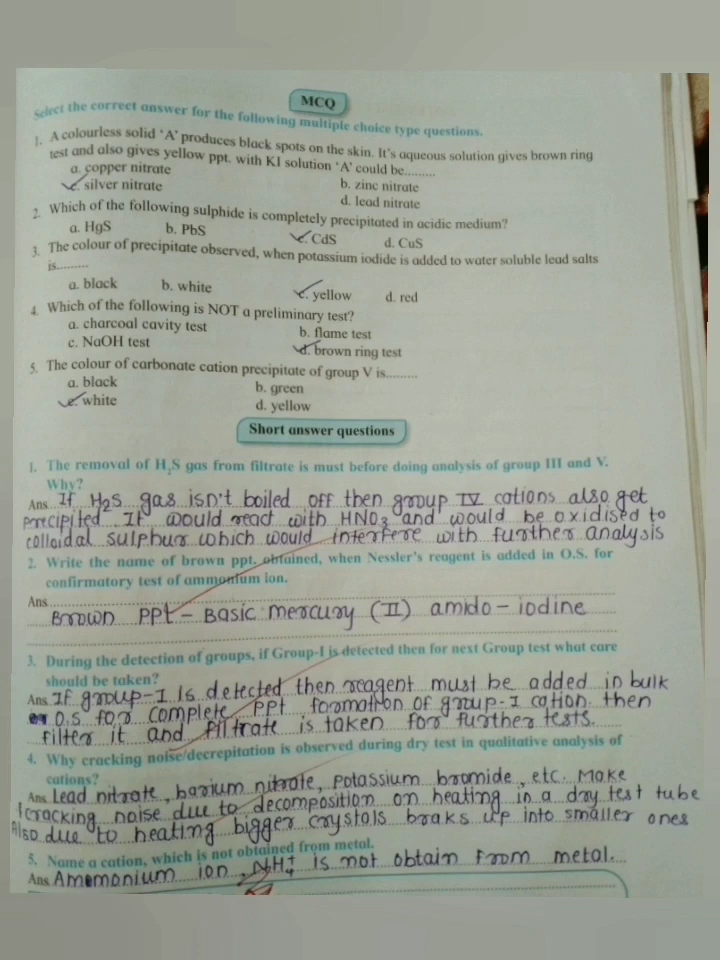 MCQ
Select the correct answer for the following multiple choice type questions.
1. A colourless solid 'A' produces black spots on the skin. It's aqueous solution gives brown ring
test and also gives yellow ppt. with KI solution 'A' could be.........
a. copper nitrate b. zinc nitrate
c. silver nitrate d. lead nitrate
2. Which of the following sulphide is completely precipitated in acidic medium?
a. HgS b. PbS c. CdS d. CuS
3. The colour of precipitate observed, when potassium iodide is added to water soluble lead salts
is.........
a. black b. white c. yellow d. red
4. Which of the following is NOT a preliminary test?
a. charcoal cavity test b. flame test
c. NaOH test d. brown ring test
5. The colour of carbonate cation precipitate of group V is.........
a. black b. green
c. white d. yellow
Short answer questions
1. The removal of H₂S gas from filtrate is must before doing analysis of group III and V.
Why?
Ans If H₂S gas isn't boiled off then group IV cations also get
precipited. It would react with HNO₃ and would be oxidised to
colloidal sulphur which would interfere with further analysis
2. Write the name of brown ppt. obtained, when Nessler's reagent is added in O.S. for
confirmatory test of ammonium ion.
Ans
Brown ppt - Basic mercury (II) amido - iodine
3. During the detection of groups, if Group-I is detected then for next Group test what care
should be taken?
Ans If group-I is detected then reagent must be added in bulk
O.S. for complete ppt formation of group-I cation. then
filter it and filtrate is taken for further tests.
4. Why cracking noise/decrepitation is observed during dry test in qualitative analysis of
cations?
Ans Lead nitrate, barium nitrate, potassium bromide, etc. Make
cracking noise due to decomposition on heating in a dry test tube
Also due to heating bigger crystals braks up into smaller ones
5. Name a cation, which is not obtained from metal.
Ans Amomonium ion, NH₄⁺ is not obtain from metal.